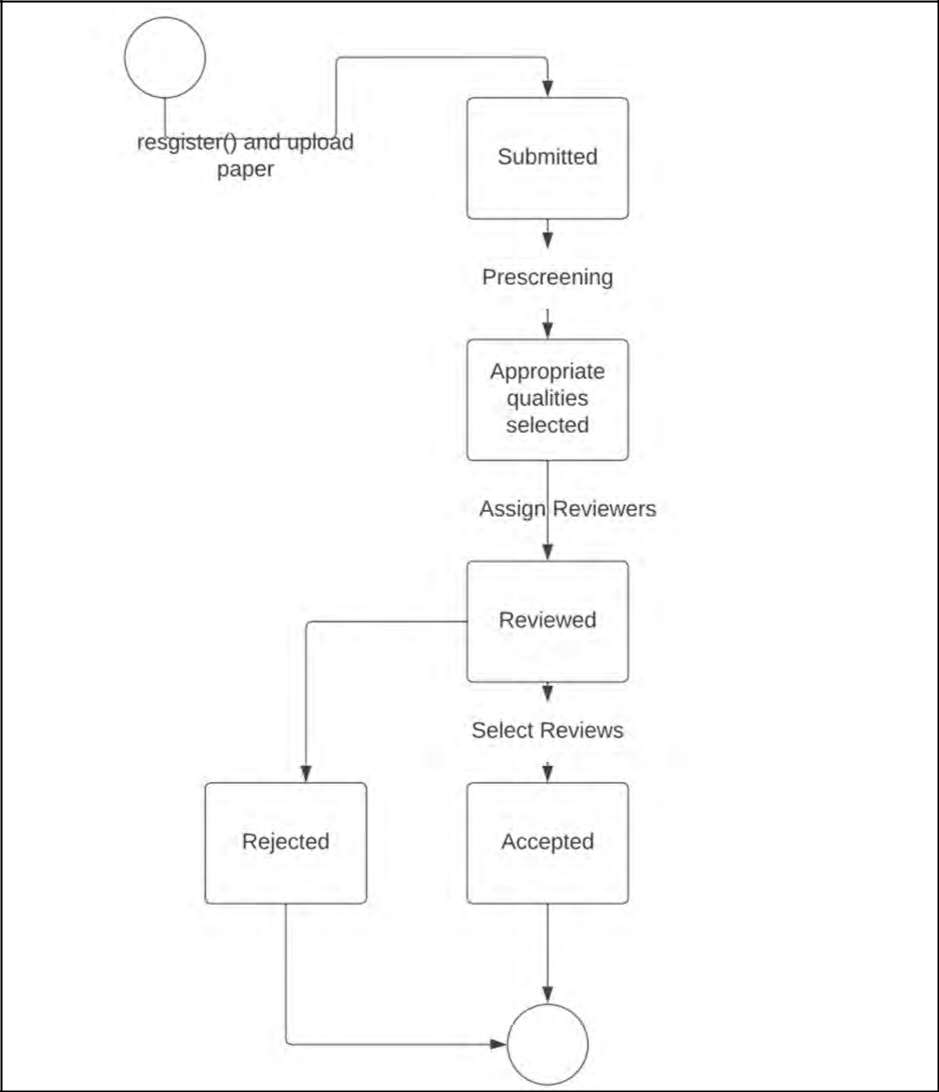 resgister() and upload
paper
Submitted
Prescreening
Appropriate
qualities
selected
Assign Reviewers
Reviewed
Select Reviews
Rejected
Accepted